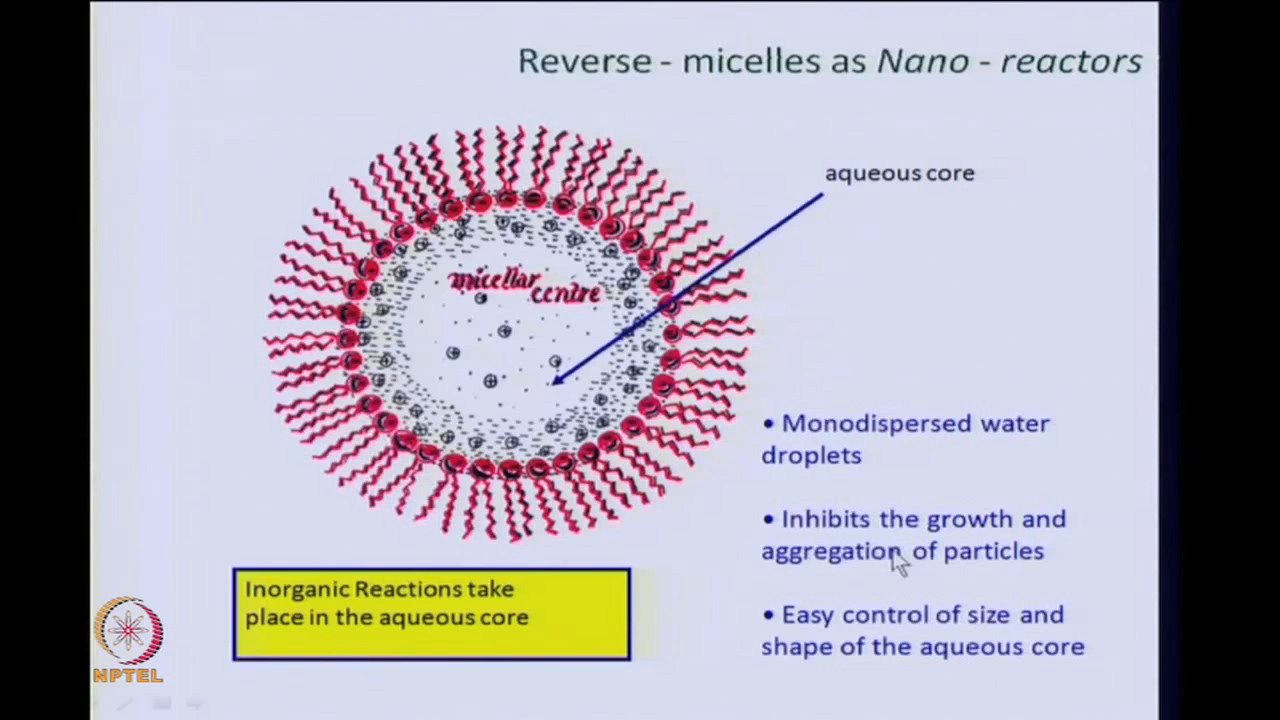 Reverse - micelles as Nano - reactors
aqueous core
micellar
centre
• Monodispersed water
droplets
• Inhibits the growth and
aggregation of particles
• Easy control of size and
shape of the aqueous core
Inorganic Reactions take
place in the aqueous core
NPTEL